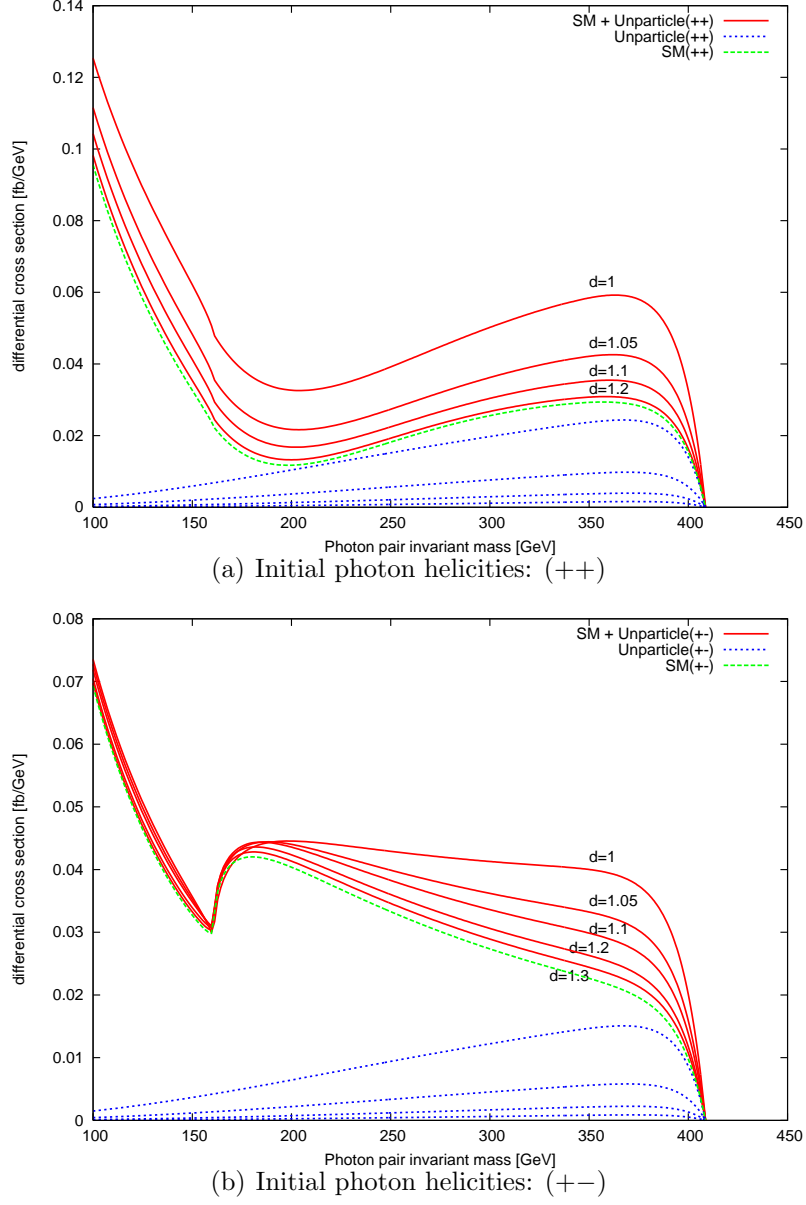 0.14
0.12
0.1
0.08
0.06
0.04
0.02
0
differential cross section [fb/GeV]
SM + Unparticle(++)
Unparticle(++)
SM(++)
d=1
d=1.05
d=1.1
d=1.2
100 150 200 250 300 350 400 450
Photon pair invariant mass [GeV]
(a) Initial photon helicities: (++)
0.08
0.07
0.06
0.05
0.04
0.03
0.02
0.01
0
differential cross section [fb/GeV]
SM + Unparticle(+-)
Unparticle(+-)
SM(+-)
d=1
d=1.05
d=1.1
d=1.2
d=1.3
100 150 200 250 300 350 400 450
Photon pair invariant mass [GeV]
(b) Initial photon helicities: (+−)